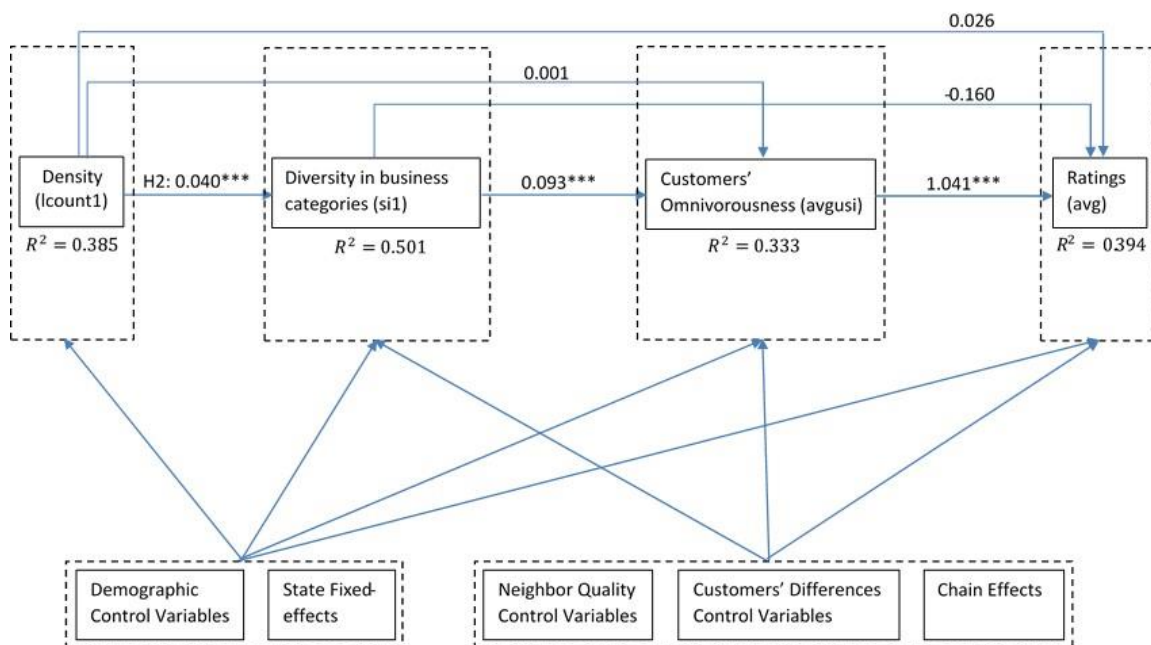 0.026
0.001
-0.160
Density
(lcount1)
H2: 0.040***
Diversity in business
categories (si1)
0.093***
Customers’
Omnivorousness (avgusi)
1.041***
Ratings
(avg)
R² = 0.385
R² = 0.501
R² = 0.333
R² = 0.394
Demographic
Control Variables
State Fixed-
effects
Neighbor Quality
Control Variables
Customers’ Differences
Control Variables
Chain Effects